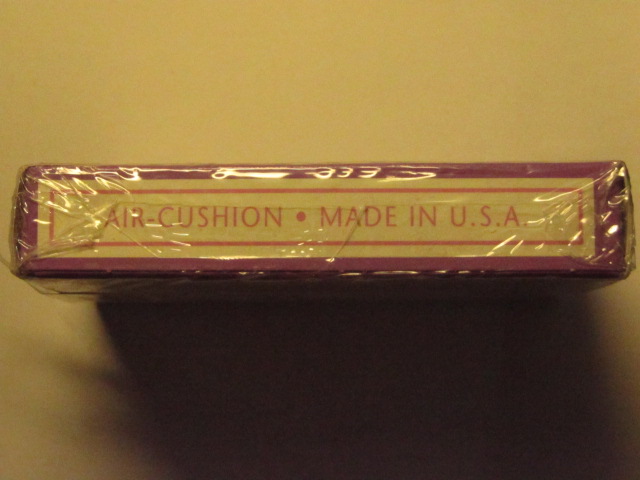 AIR-CUSHION • MADE IN U.S.A.